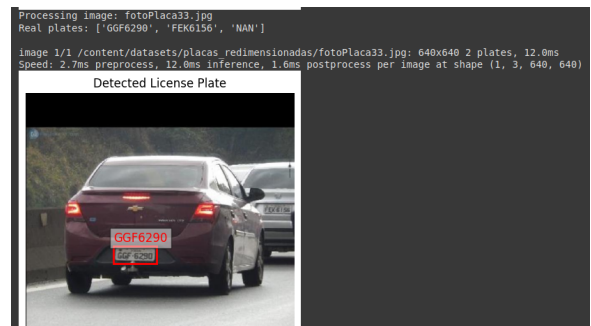 Processing image: fotoPlaca33.jpg
Real plates: ['GGF6290', 'FEK6156', 'NAN']
image 1/1 /content/datasets/placas_redimensionadas/fotoPlaca33.jpg: 640x640 2 plates, 12.0ms
Speed: 2.7ms preprocess, 12.0ms inference, 1.6ms postprocess per image at shape (1, 3, 640, 640)
Detected License Plate
GGF6290
GGF-6290